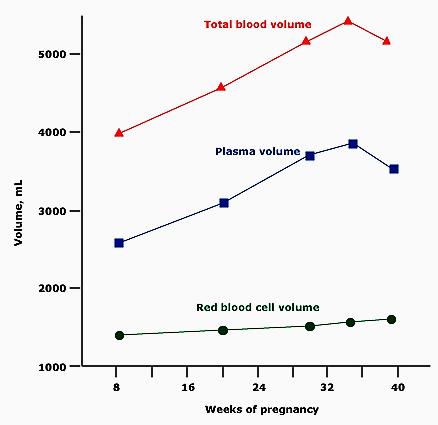 Total blood volume
5000
4000
Plasma volume
3000
Volume, mL
2000
Red blood cell volume
1000
8 16 24 32 40
Weeks of pregnancy